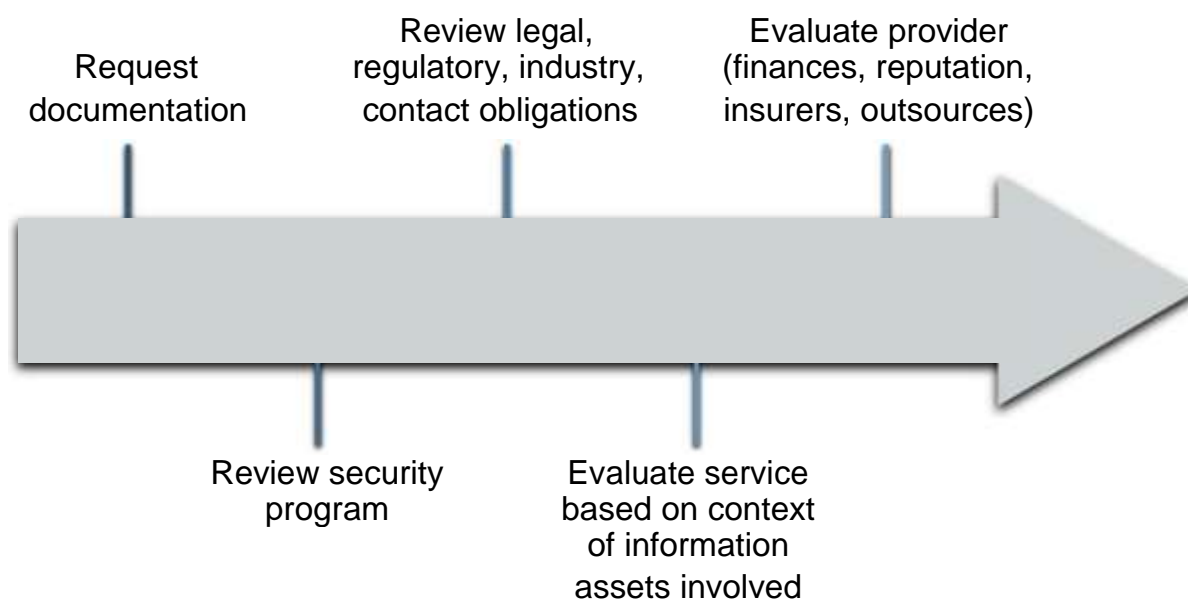 Request
documentation
Review legal,
regulatory, industry,
contact obligations
Evaluate provider
(finances, reputation,
insurers, outsources)
Review security
program
Evaluate service
based on context
of information
assets involved